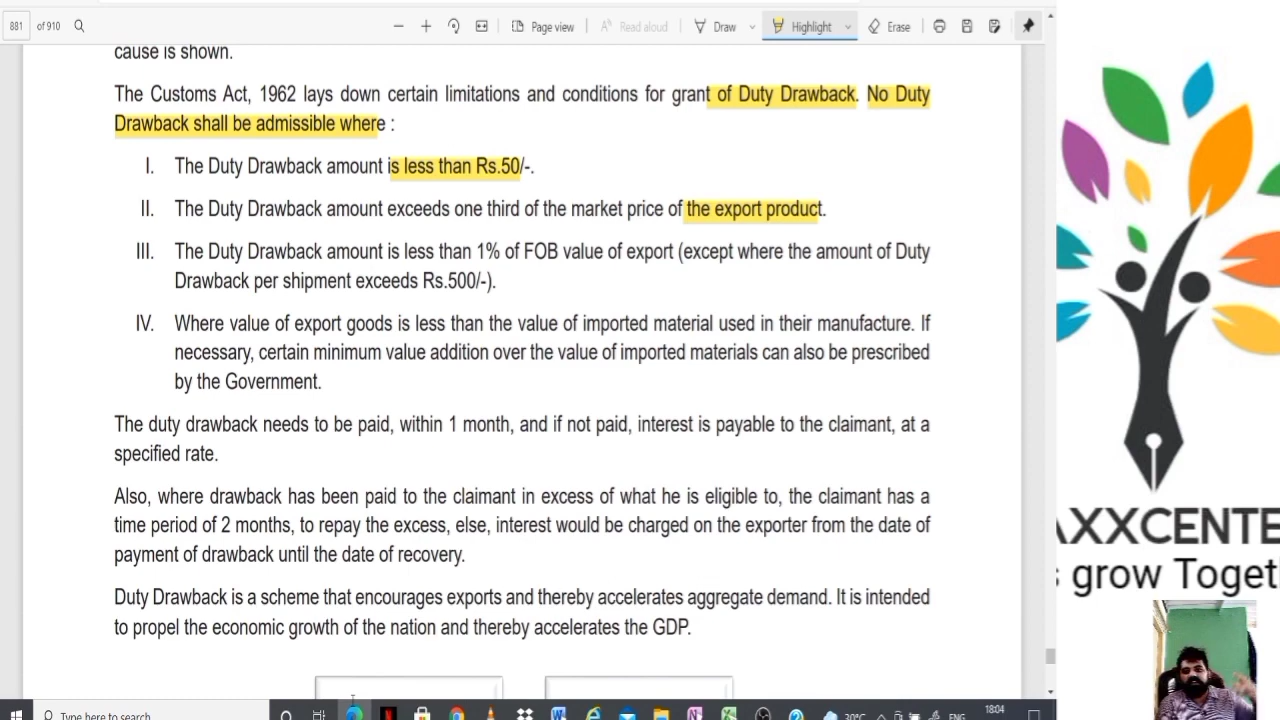 881 of 910
Page view
Read aloud
Draw
Highlight
Erase
cause is shown.
The Customs Act, 1962 lays down certain limitations and conditions for grant of Duty Drawback. No Duty
Drawback shall be admissible where :
I. The Duty Drawback amount is less than Rs.50/-.
II. The Duty Drawback amount exceeds one third of the market price of the export product.
III. The Duty Drawback amount is less than 1% of FOB value of export (except where the amount of Duty
Drawback per shipment exceeds Rs.500/-).
IV. Where value of export goods is less than the value of imported material used in their manufacture. If
necessary, certain minimum value addition over the value of imported materials can also be prescribed
by the Government.
The duty drawback needs to be paid, within 1 month, and if not paid, interest is payable to the claimant, at a
specified rate.
Also, where drawback has been paid to the claimant in excess of what he is eligible to, the claimant has a
time period of 2 months, to repay the excess, else, interest would be charged on the exporter from the date of
payment of drawback until the date of recovery.
Duty Drawback is a scheme that encourages exports and thereby accelerates aggregate demand. It is intended
to propel the economic growth of the nation and thereby accelerates the GDP.
AXXCENTE
s grow Togeth
Type here to search
30°C
ENG
18:04